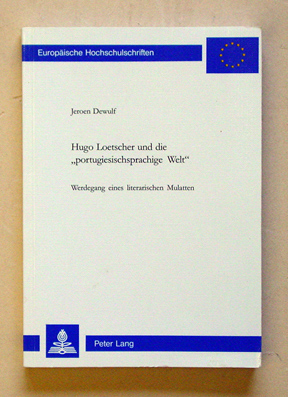 Europäische Hochschulschriften
Jeroen Dewulf
Hugo Loetscher und die
„portugiesischsprachige Welt“
Werdegang eines literarischen Mulatten
Peter Lang